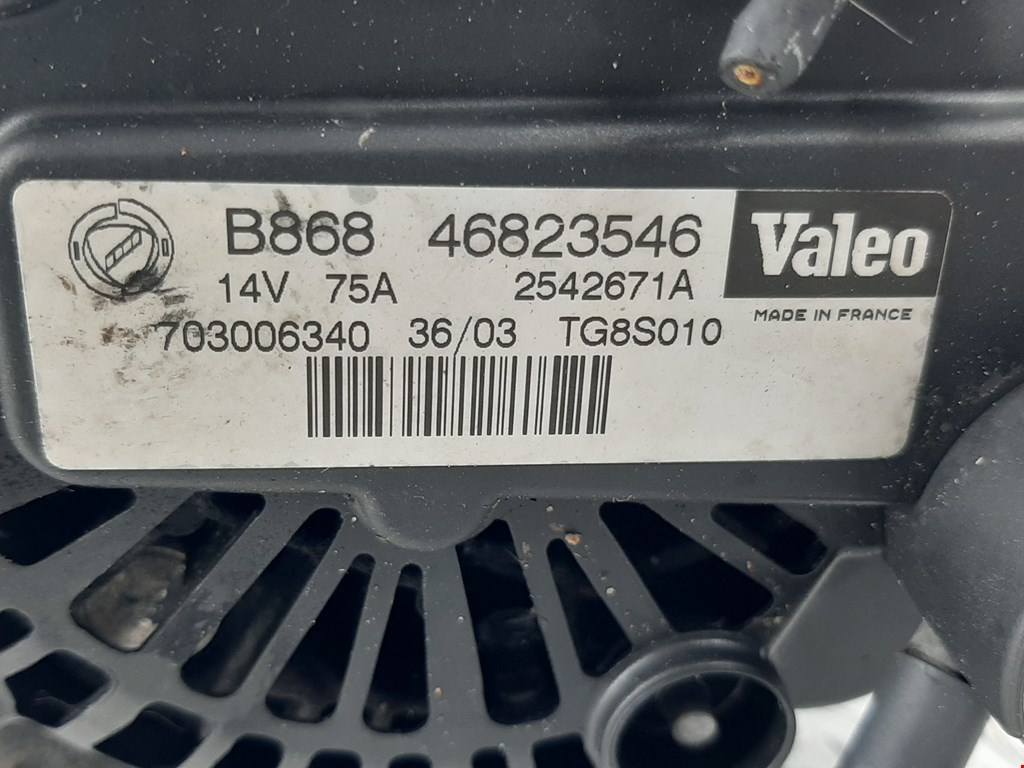 B868 46823546
Valeo
14V 75A 2542671A
MADE IN FRANCE
703006340 36/03 TG8S010